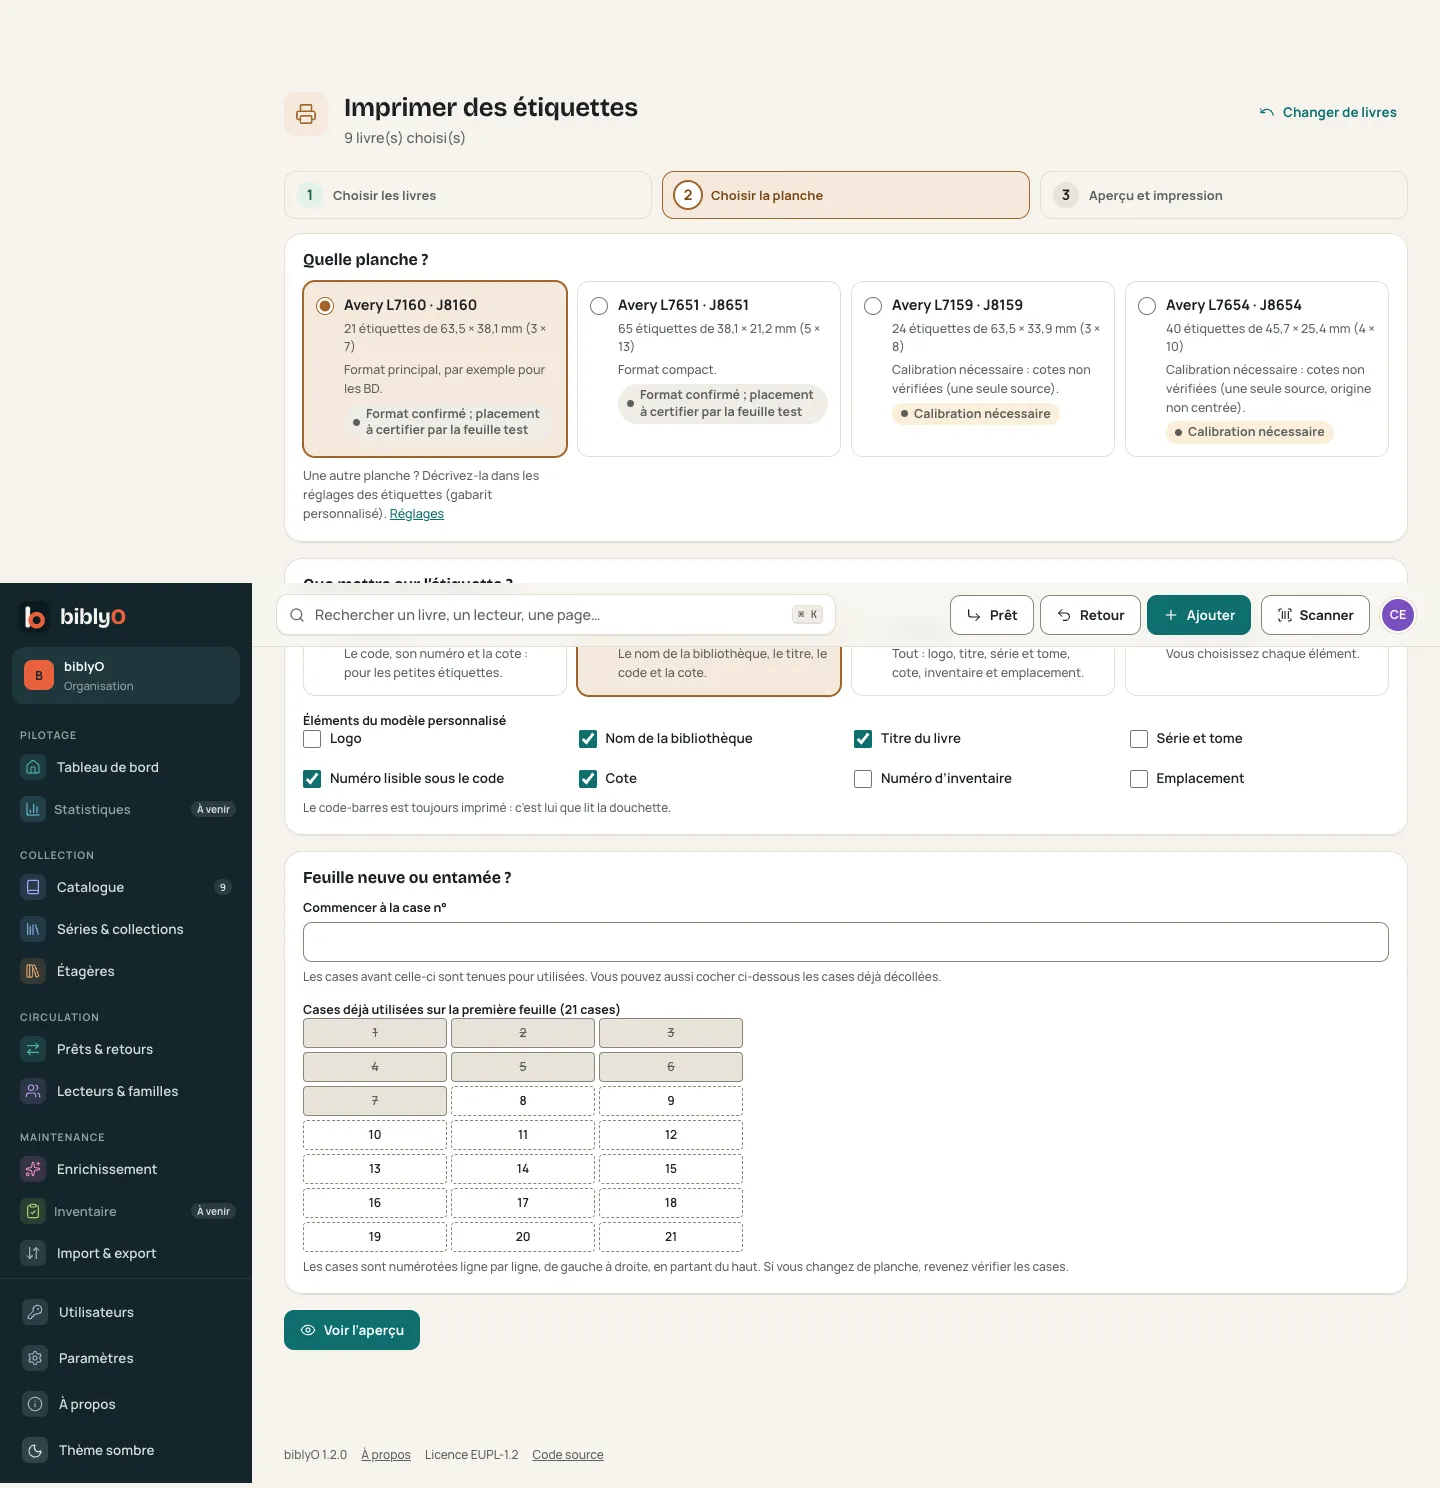 Imprimer des étiquettes
9 livre(s) choisi(s)
Changer de livres
1 Choisir les livres
2 Choisir la planche
3 Aperçu et impression
Quelle planche ?
Avery L7160 · J8160
21 étiquettes de 63,5 × 38,1 mm (3 ×
7)
Format principal, par exemple pour
les BD.
Format confirmé ; placement
à certifier par la feuille test
Avery L7651 · J8651
65 étiquettes de 38,1 × 21,2 mm (5 ×
13)
Format compact.
Format confirmé ; placement
à certifier par la feuille test
Avery L7159 · J8159
24 étiquettes de 63,5 × 33,9 mm (3 ×
8)
Calibration nécessaire : cotes non
vérifiées (une seule source).
Calibration nécessaire
Avery L7654 · J8654
40 étiquettes de 45,7 × 25,4 mm (4 ×
10)
Calibration nécessaire : cotes non
vérifiées (une seule source, origine
non centrée).
Calibration nécessaire
Une autre planche ? Décrivez-la dans les
réglages des étiquettes (gabarit
personnalisé). Réglages
Que mettre sur l'étiquette ?
biblyO
biblyO
B
Organisation
Rechercher un livre, un lecteur, une page...
⌘ K
Prêt
Retour
Ajouter
Scanner
CE
Le code, son numéro et la cote :
pour les petites étiquettes.
Le nom de la bibliothèque, le titre, le
code et la cote.
Tout : logo, titre, série et tome,
cote, inventaire et emplacement.
Vous choisissez chaque élément.
Éléments du modèle personnalisé
Logo
Nom de la bibliothèque
Titre du livre
Série et tome
Numéro lisible sous le code
Cote
Numéro d'inventaire
Emplacement
Le code-barres est toujours imprimé : c'est lui que lit la douchette.
Feuille neuve ou entamée ?
Commencer à la case n°
Les cases avant celle-ci sont tenues pour utilisées. Vous pouvez aussi cocher ci-dessous les cases déjà décollées.
Cases déjà utilisées sur la première feuille (21 cases)
1 2 3
4 5 6
7 8 9
10 11 12
13 14 15
16 17 18
19 20 21
Les cases sont numérotées ligne par ligne, de gauche à droite, en partant du haut. Si vous changez de planche, revenez vérifier les cases.
Voir l'aperçu
PILOTAGE
Tableau de bord
Statistiques À venir
COLLECTION
Catalogue 9
Séries & collections
Étagères
CIRCULATION
Prêts & retours
Lecteurs & familles
MAINTENANCE
Enrichissement
Inventaire À venir
Import & export
Utilisateurs
Paramètres
À propos
Thème sombre
biblyO 1.2.0 À propos Licence EUPL-1.2 Code source